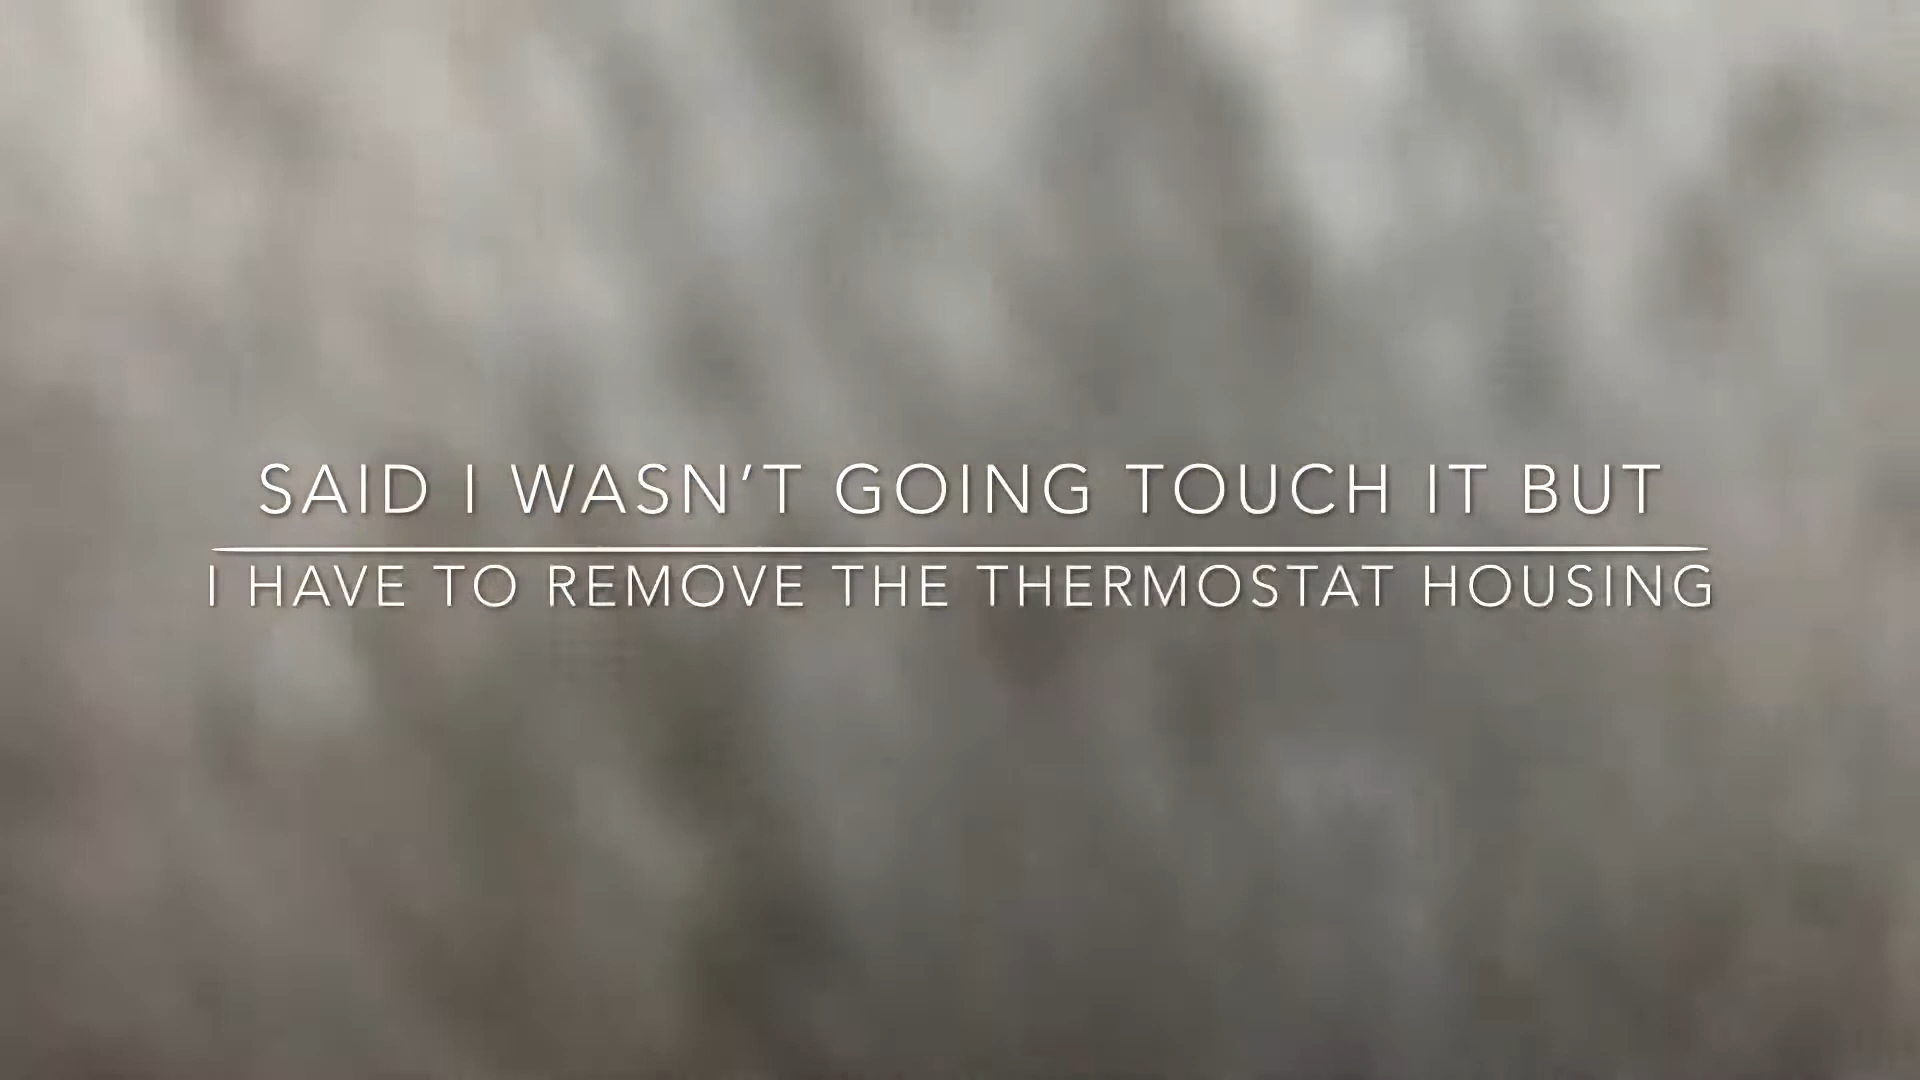 SAID I WASN'T GOING TOUCH IT BUT
I HAVE TO REMOVE THE THERMOSTAT HOUSING